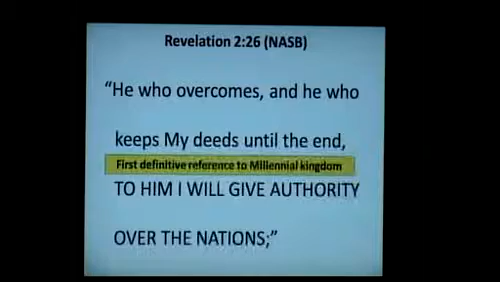 Revelation 2:26 (NASB)
“He who overcomes, and he who
keeps My deeds until the end,
First definitive reference to Millennial kingdom
TO HIM I WILL GIVE AUTHORITY
OVER THE NATIONS;”